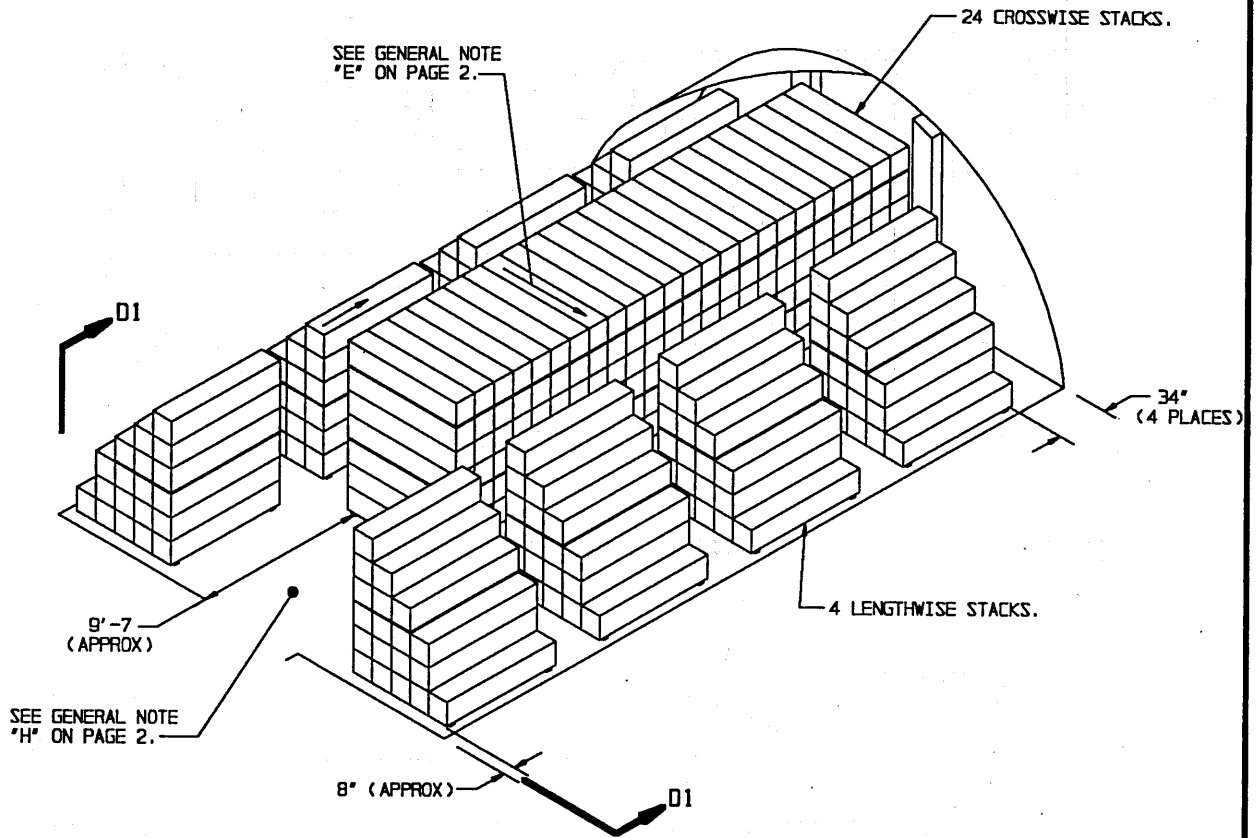 24 CROSSWISE STACKS.
SEE GENERAL NOTE
"E" ON PAGE 2.
D1
34"
(4 PLACES)
9'-7
(APPROX)
4 LENGTHWISE STACKS.
SEE GENERAL NOTE
"H" ON PAGE 2.
8" (APPROX)
D1